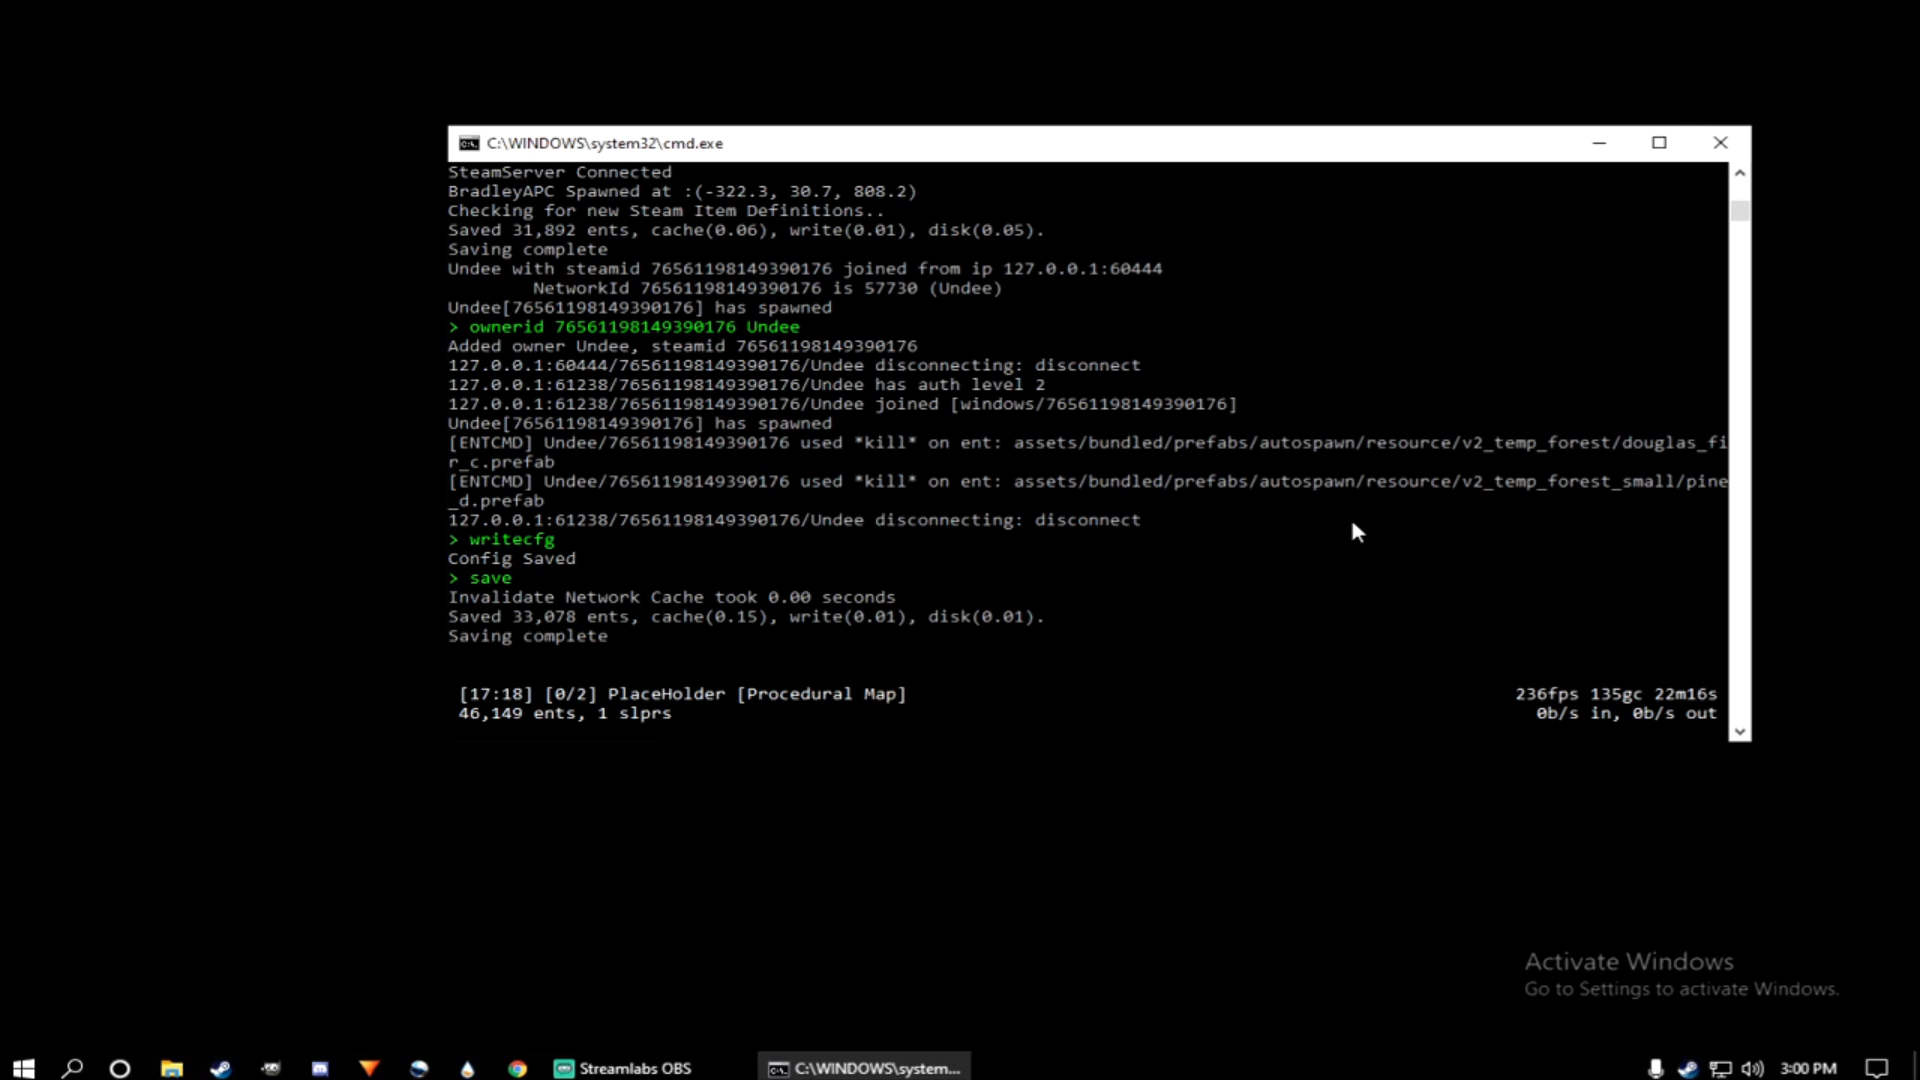 C:\WINDOWS\system32\cmd.exe
SteamServer Connected
BradleyAPC Spawned at :(-322.3, 30.7, 808.2)
Checking for new Steam Item Definitions..
Saved 31,892 ents, cache(0.06), write(0.01), disk(0.05).
Saving complete
Undee with steamid 76561198149390176 joined from ip 127.0.0.1:60444
NetworkId 76561198149390176 is 57730 (Undee)
Undee[76561198149390176] has spawned
> ownerid 76561198149390176 Undee
Added owner Undee, steamid 76561198149390176
127.0.0.1:60444/76561198149390176/Undee disconnecting: disconnect
127.0.0.1:61238/76561198149390176/Undee has auth level 2
127.0.0.1:61238/76561198149390176/Undee joined [windows/76561198149390176]
Undee[76561198149390176] has spawned
[ENTCMD] Undee/76561198149390176 used *kill* on ent: assets/bundled/prefabs/autospawn/resource/v2_temp_forest/douglas_fi
r_c.prefab
[ENTCMD] Undee/76561198149390176 used *kill* on ent: assets/bundled/prefabs/autospawn/resource/v2_temp_forest_small/pine
_d.prefab
127.0.0.1:61238/76561198149390176/Undee disconnecting: disconnect
> writecfg
Config Saved
> save
Invalidate Network Cache took 0.00 seconds
Saved 33,078 ents, cache(0.15), write(0.01), disk(0.01).
Saving complete
[17:18] [0/2] PlaceHolder [Procedural Map] 236fps 135gc 22m16s
46,149 ents, 1 slprs 0b/s in, 0b/s out
Activate Windows
Go to Settings to activate Windows.
Streamlabs OBS C:\WINDOWS\system... 3:00 PM